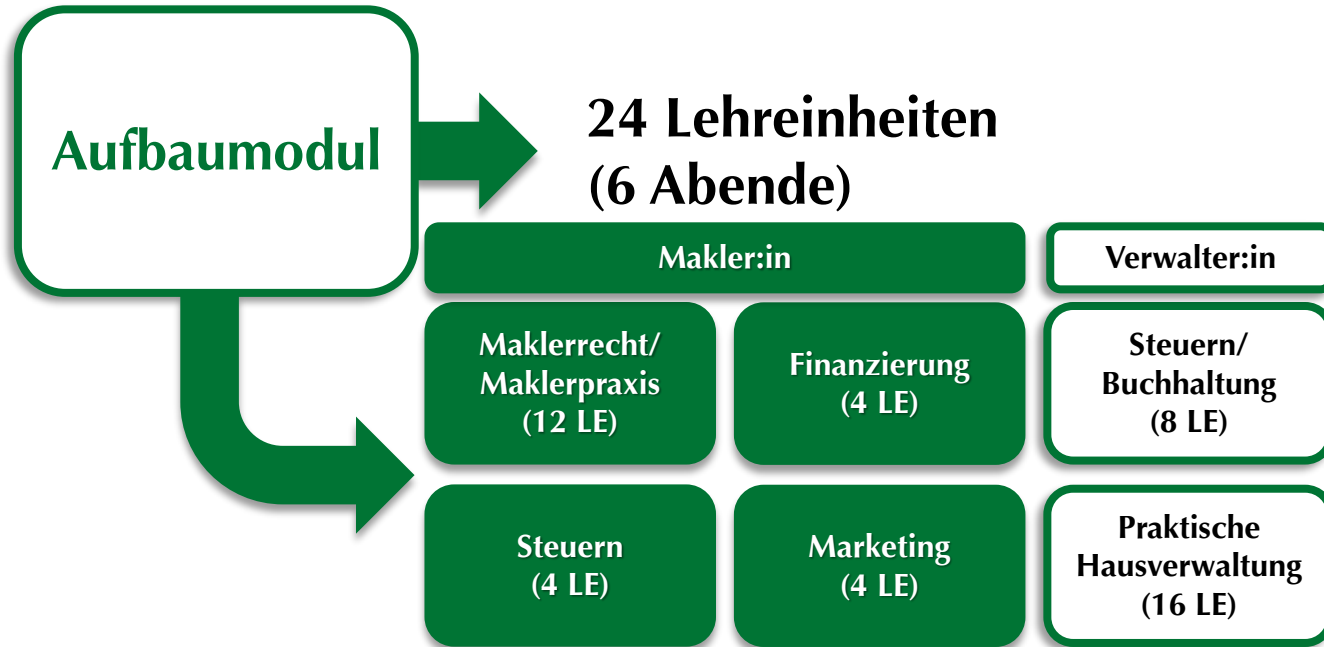 Aufbaumodul
24 Lehreinheiten
(6 Abende)
Makler:in
Verwalter:in
Maklerrecht/
Maklerpraxis
(12 LE)
Finanzierung
(4 LE)
Steuern/
Buchhaltung
(8 LE)
Steuern
(4 LE)
Marketing
(4 LE)
Praktische
Hausverwaltung
(16 LE)